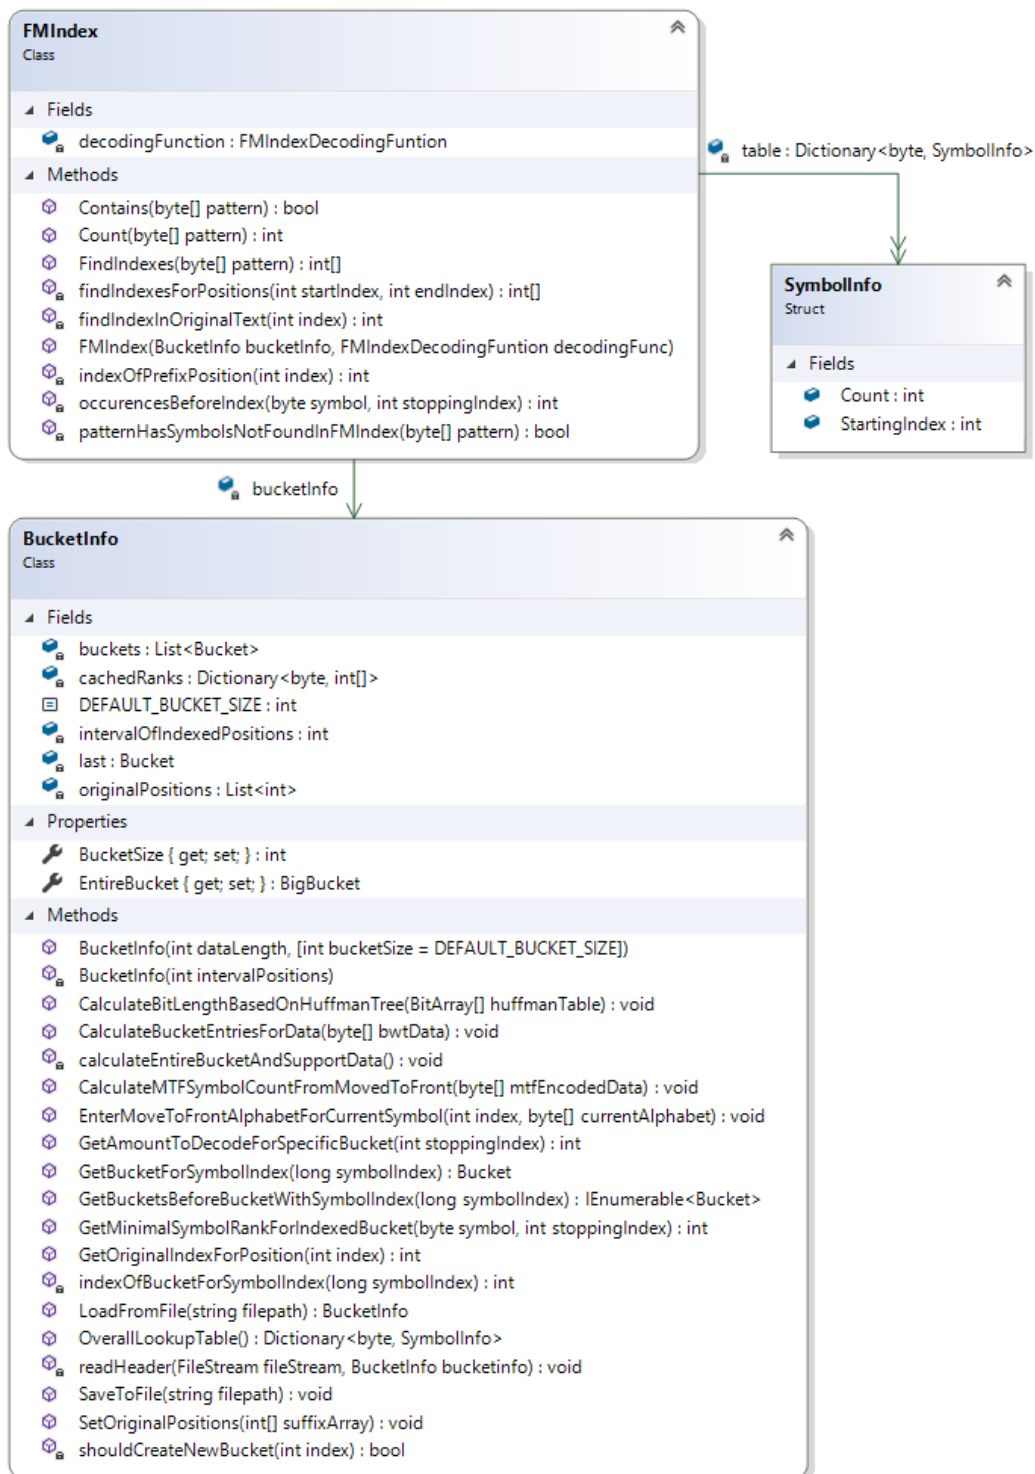 FMIndex
Class
Fields
decodingFunction : FMIndexDecodingFuntion
table : Dictionary<byte, SymbolInfo>
Methods
Contains(byte[] pattern) : bool
Count(byte[] pattern) : int
FindIndexes(byte[] pattern) : int[]
findIndexesForPositions(int startIndex, int endIndex) : int[]
findIndexInOriginalText(int index) : int
FMIndex(BucketInfo bucketInfo, FMIndexDecodingFuntion decodingFunc)
indexOfPrefixPosition(int index) : int
occurencesBeforeIndex(byte symbol, int stoppingIndex) : int
patternHasSymbolsNotFoundInFMIndex(byte[] pattern) : bool
SymbolInfo
Struct
Fields
Count : int
StartingIndex : int
bucketInfo
BucketInfo
Class
Fields
buckets : List<Bucket>
cachedRanks : Dictionary<byte, int[]>
DEFAULT_BUCKET_SIZE : int
intervalOfIndexedPositions : int
last : Bucket
originalPositions : List<int>
Properties
BucketSize { get; set; } : int
EntireBucket { get; set; } : BigBucket
Methods
BucketInfo(int dataLength, [int bucketSize = DEFAULT_BUCKET_SIZE])
BucketInfo(int intervalPositions)
CalculateBitLengthBasedOnHuffmanTree(BitArray[] huffmanTable) : void
CalculateBucketEntriesForData(byte[] bwtData) : void
calculateEntireBucketAndSupportData() : void
CalculateMTFSymbolCountFromMovedToFront(byte[] mtfEncodedData) : void
EnterMoveToFrontAlphabetForCurrentSymbol(int index, byte[] currentAlphabet) : void
GetAmountToDecodeForSpecificBucket(int stoppingIndex) : int
GetBucketForSymbolIndex(long symbolIndex) : Bucket
GetBucketsBeforeBucketWithSymbolIndex(long symbolIndex) : IEnumerable<Bucket>
GetMinimalSymbolRankForIndexedBucket(byte symbol, int stoppingIndex) : int
GetOriginalIndexForPosition(int index) : int
indexOfBucketForSymbolIndex(long symbolIndex) : int
LoadFromFile(string filepath) : BucketInfo
OverallLookupTable() : Dictionary<byte, SymbolInfo>
readHeader(FileStream fileStream, BucketInfo bucketinfo) : void
SaveToFile(string filepath) : void
SetOriginalPositions(int[] suffixArray) : void
shouldCreateNewBucket(int index) : bool